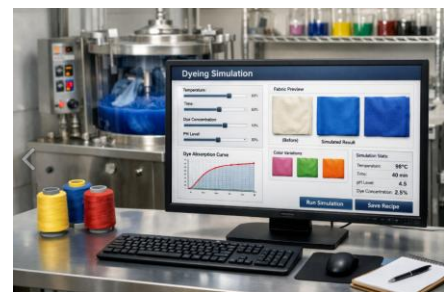 Dyeing Simulation
Temperature:
Time:
Dye Concentration
PH Level
Dye Absorption Curve
Fabric Preview
(Before)
Simulated Result
Color Variations
Simulation Stats
Temperature: 98°C
Time: 40 min
pH Level: 4.5
Dye Concentration: 2.5%
Run Simulation
Save Recipe